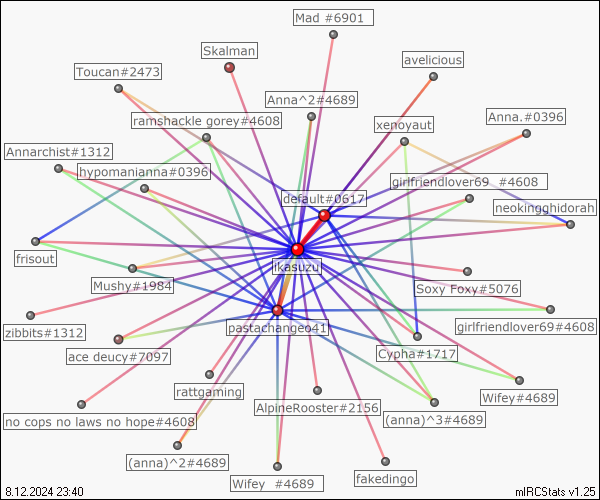 Mad #6901
Skalman
avelicious
Toucan#2473
Anna^2#4689
ramshackle gorey#4608
xenoyaut
Anna.#0396
Annarchist#1312
hypomanianna#0396
girlfriendlover69 #4608
default#0617
neokingghidorah
frisout
ikasuzu
Mushy#1984
Soxy Foxy#5076
zibbits#1312
pastachangeo41
girlfriendlover69#4608
ace deucy#7097
Cypha#1717
rattgaming
Wifey#4689
AlpineRooster#2156
no cops no laws no hope#4608
(anna)^3#4689
(anna)^2#4689
Wifey #4689
fakedingo
8.12.2024 23:40
mIRCStats v1.25